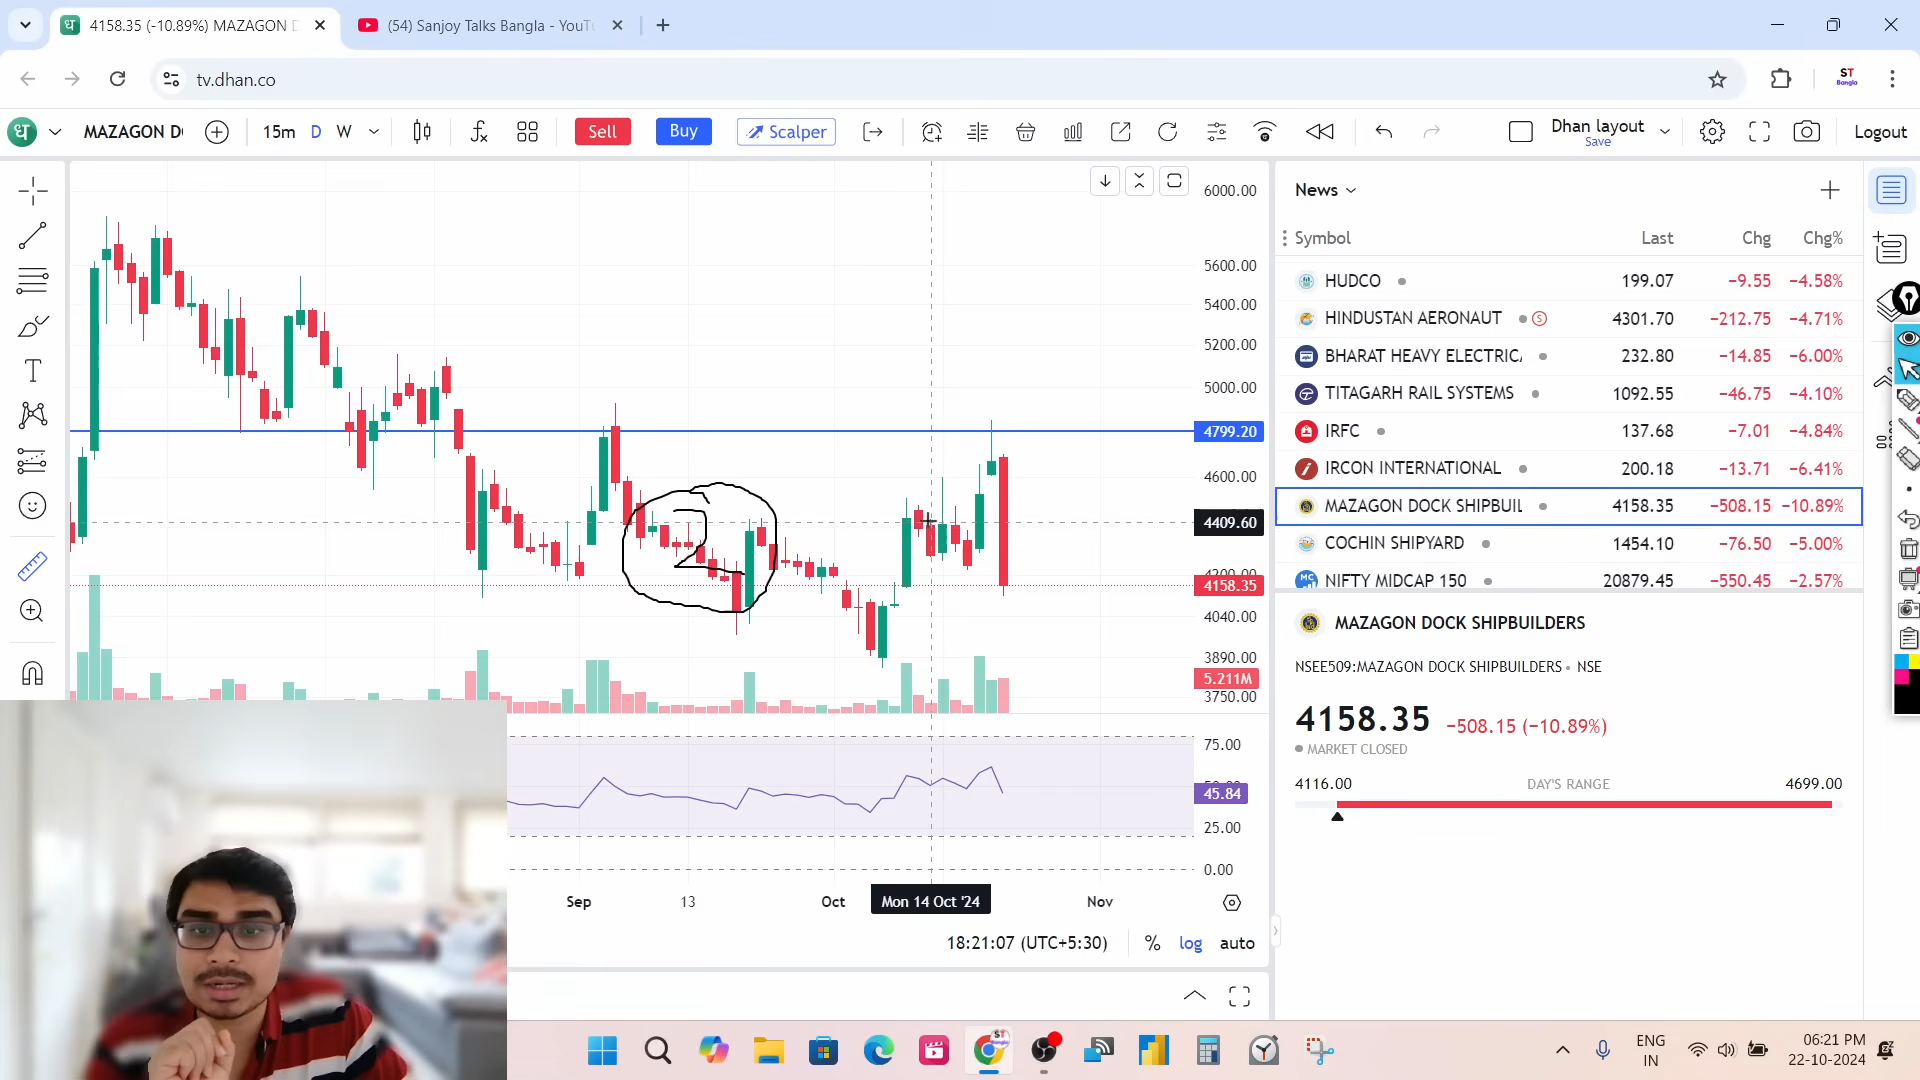 4158.35 (-10.89%) MAZAGON D
(54) Sanjoy Talks Bangla - YouTu
tv.dhan.co
ST
Bangla
ध
MAZAGON D
15m D W
Sell
Buy
Scalper
Dhan layout
Save
Logout
6000.00
5600.00
5400.00
5200.00
5000.00
4799.20
4600.00
4409.60
4200.00
4158.35
4040.00
3890.00
5.211M
3750.00
2
75.00
45.84
25.00
0.00
Sep 13 Oct Mon 14 Oct '24 Nov
18:21:07 (UTC+5:30) % log auto
News
Symbol Last Chg Chg%
HUDCO 199.07 −9.55 −4.58%
HINDUSTAN AERONAUT S 4301.70 −212.75 −4.71%
BHARAT HEAVY ELECTRIC 232.80 −14.85 −6.00%
TITAGARH RAIL SYSTEMS 1092.55 −46.75 −4.10%
IRFC 137.68 −7.01 −4.84%
IRCON INTERNATIONAL 200.18 −13.71 −6.41%
MAZAGON DOCK SHIPBUIL 4158.35 −508.15 −10.89%
COCHIN SHIPYARD 1454.10 −76.50 −5.00%
MC NIFTY MIDCAP 150 20879.45 −550.45 −2.57%
MAZAGON DOCK SHIPBUILDERS
NSEE509:MAZAGON DOCK SHIPBUILDERS • NSE
4158.35 −508.15 (−10.89%)
MARKET CLOSED
4116.00 DAY'S RANGE 4699.00
ENG
IN
06:21 PM
22-10-2024